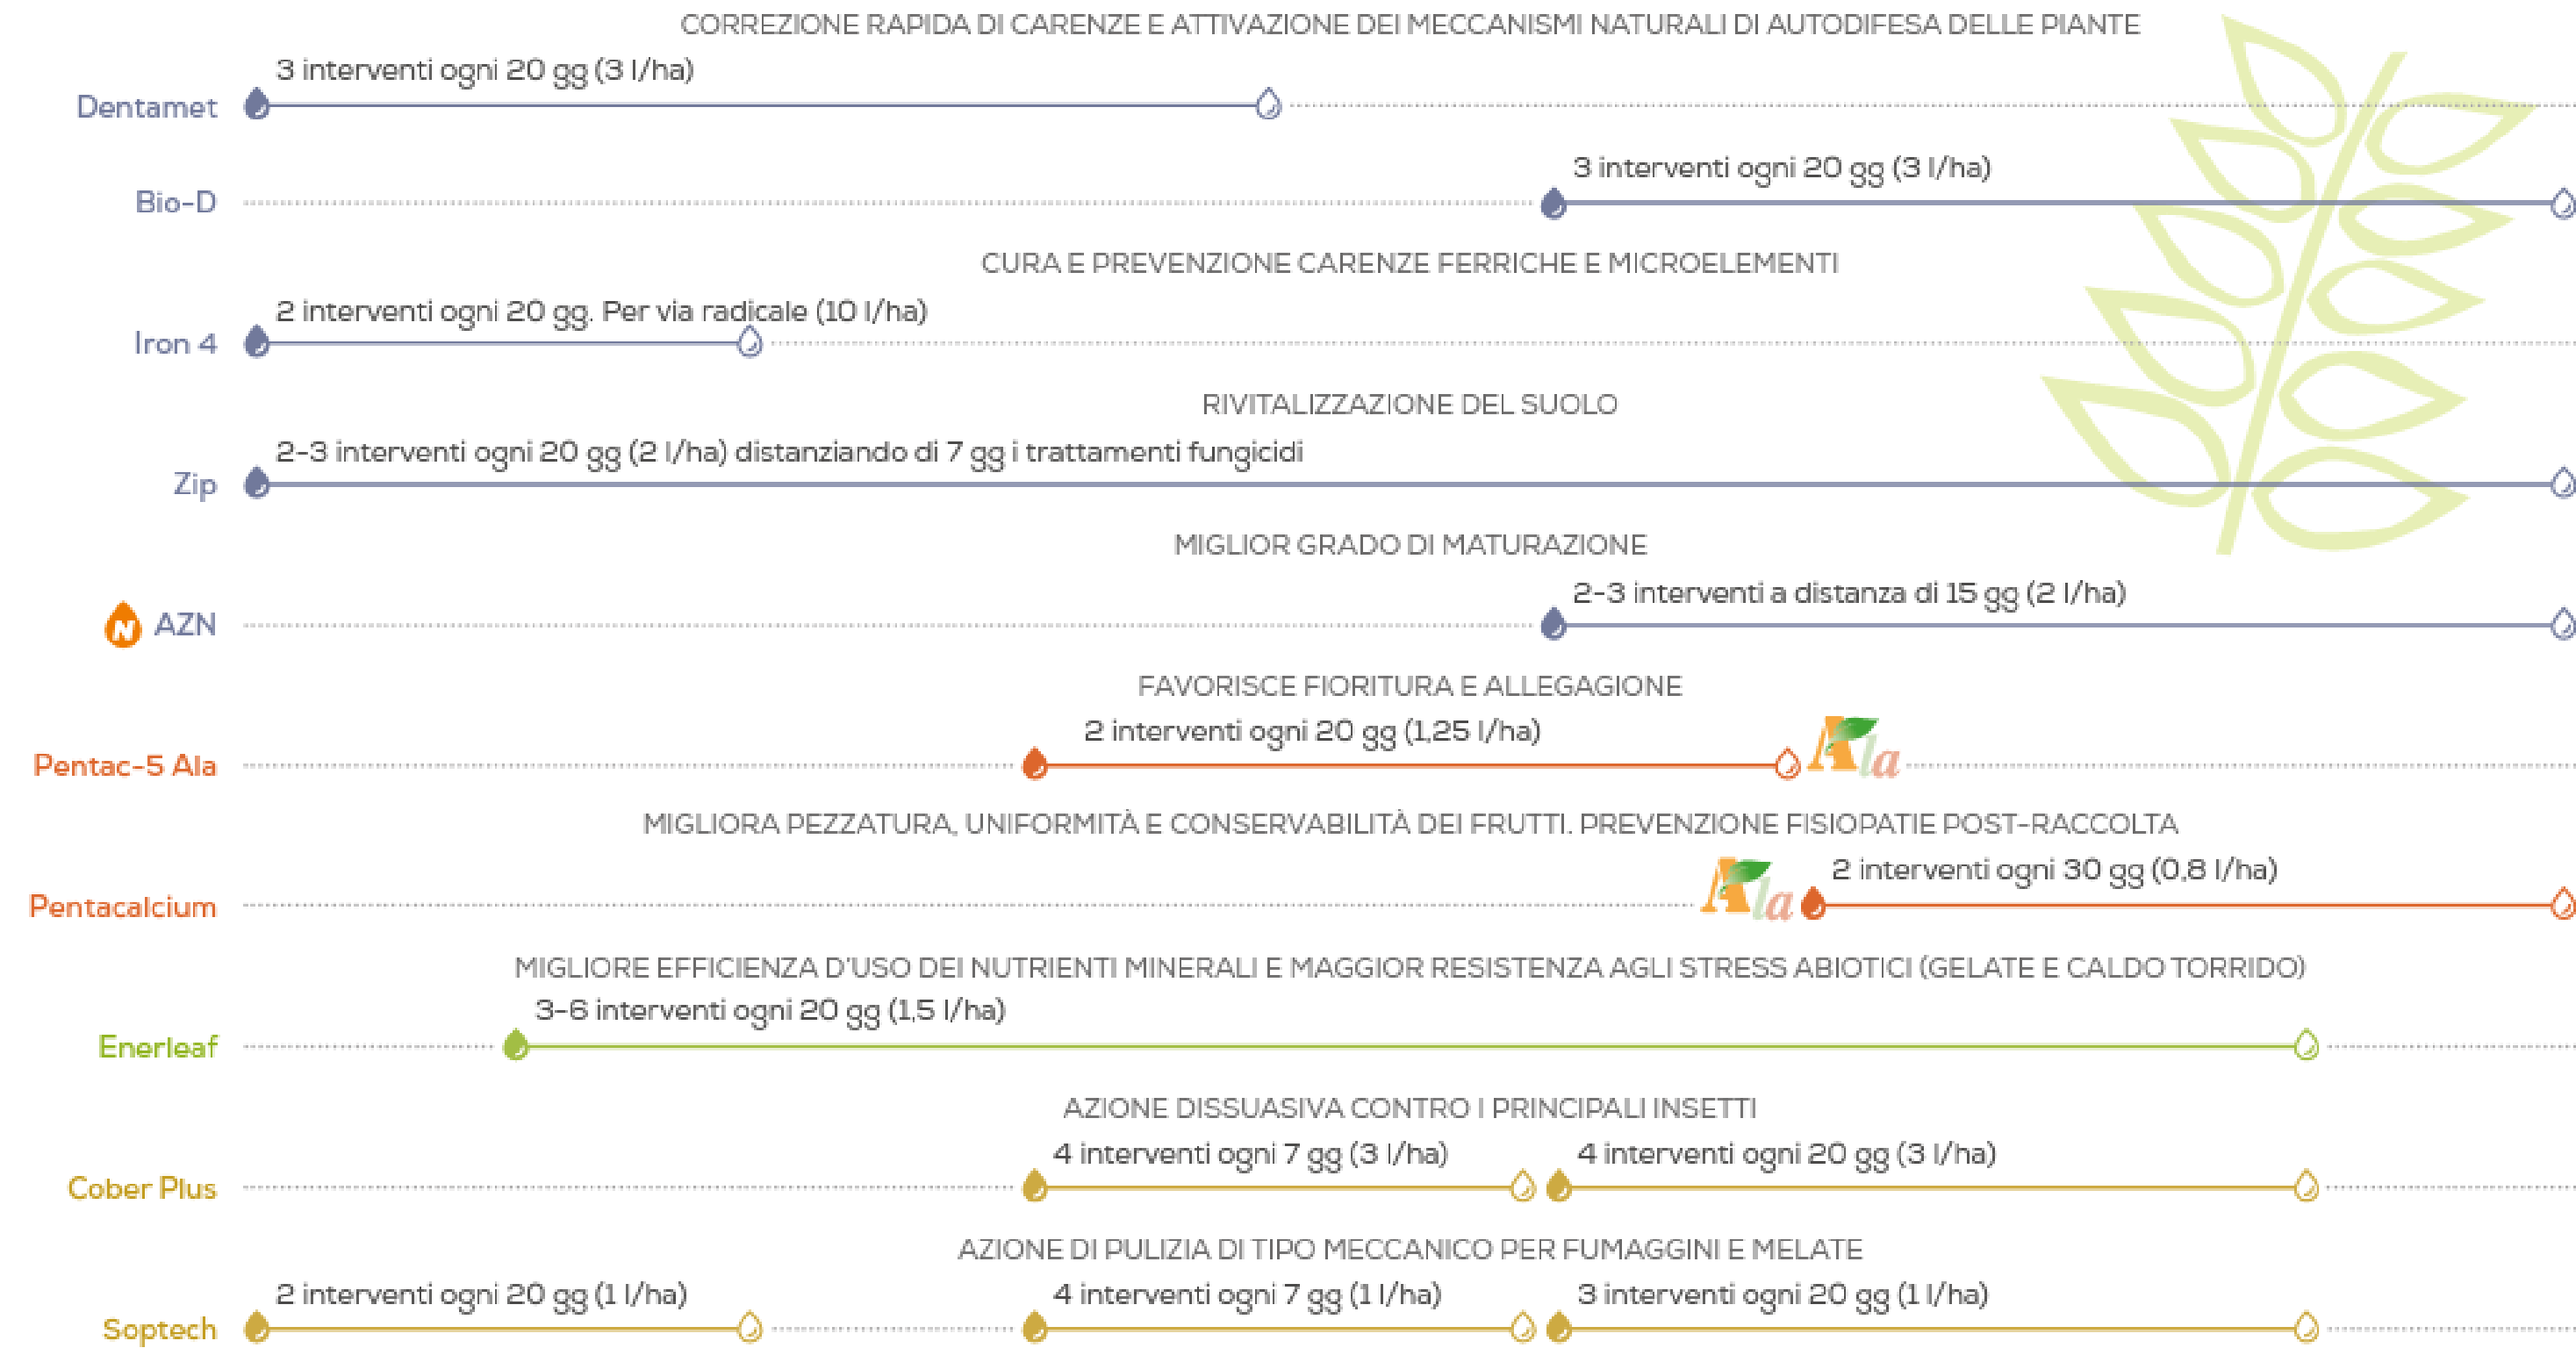 CORREZIONE RAPIDA DI CARENZE E ATTIVAZIONE DEI MECCANISMI NATURALI DI AUTODIFESA DELLE PIANTE
3 interventi ogni 20 gg (3 l/ha)
Dentamet
3 interventi ogni 20 gg (3 l/ha)
Bio-D
CURA E PREVENZIONE CARENZE FERRICHE E MICROELEMENTI
2 interventi ogni 20 gg. Per via radicale (10 l/ha)
Iron 4
RIVITALIZZAZIONE DEL SUOLO
2-3 interventi ogni 20 gg (2 l/ha) distanziando di 7 gg i trattamenti fungicidi
Zip
MIGLIOR GRADO DI MATURAZIONE
2-3 interventi a distanza di 15 gg (2 l/ha)
N AZN
FAVORISCE FIORITURA E ALLEGAGIONE
2 interventi ogni 20 gg (1,25 l/ha)
Pentac-5 Ala Ala
MIGLIORA PEZZATURA, UNIFORMITÀ E CONSERVABILITÀ DEI FRUTTI. PREVENZIONE FISIOPATIE POST-RACCOLTA
2 interventi ogni 30 gg (0,8 l/ha)
Pentacalcium Ala
MIGLIORE EFFICIENZA D'USO DEI NUTRIENTI MINERALI E MAGGIOR RESISTENZA AGLI STRESS ABIOTICI (GELATE E CALDO TORRIDO)
3-6 interventi ogni 20 gg (1,5 l/ha)
Enerleaf
AZIONE DISSUASIVA CONTRO I PRINCIPALI INSETTI
4 interventi ogni 7 gg (3 l/ha) 4 interventi ogni 20 gg (3 l/ha)
Cober Plus
AZIONE DI PULIZIA DI TIPO MECCANICO PER FUMAGGINI E MELATE
2 interventi ogni 20 gg (1 l/ha) 4 interventi ogni 7 gg (1 l/ha) 3 interventi ogni 20 gg (1 l/ha)
Soptech